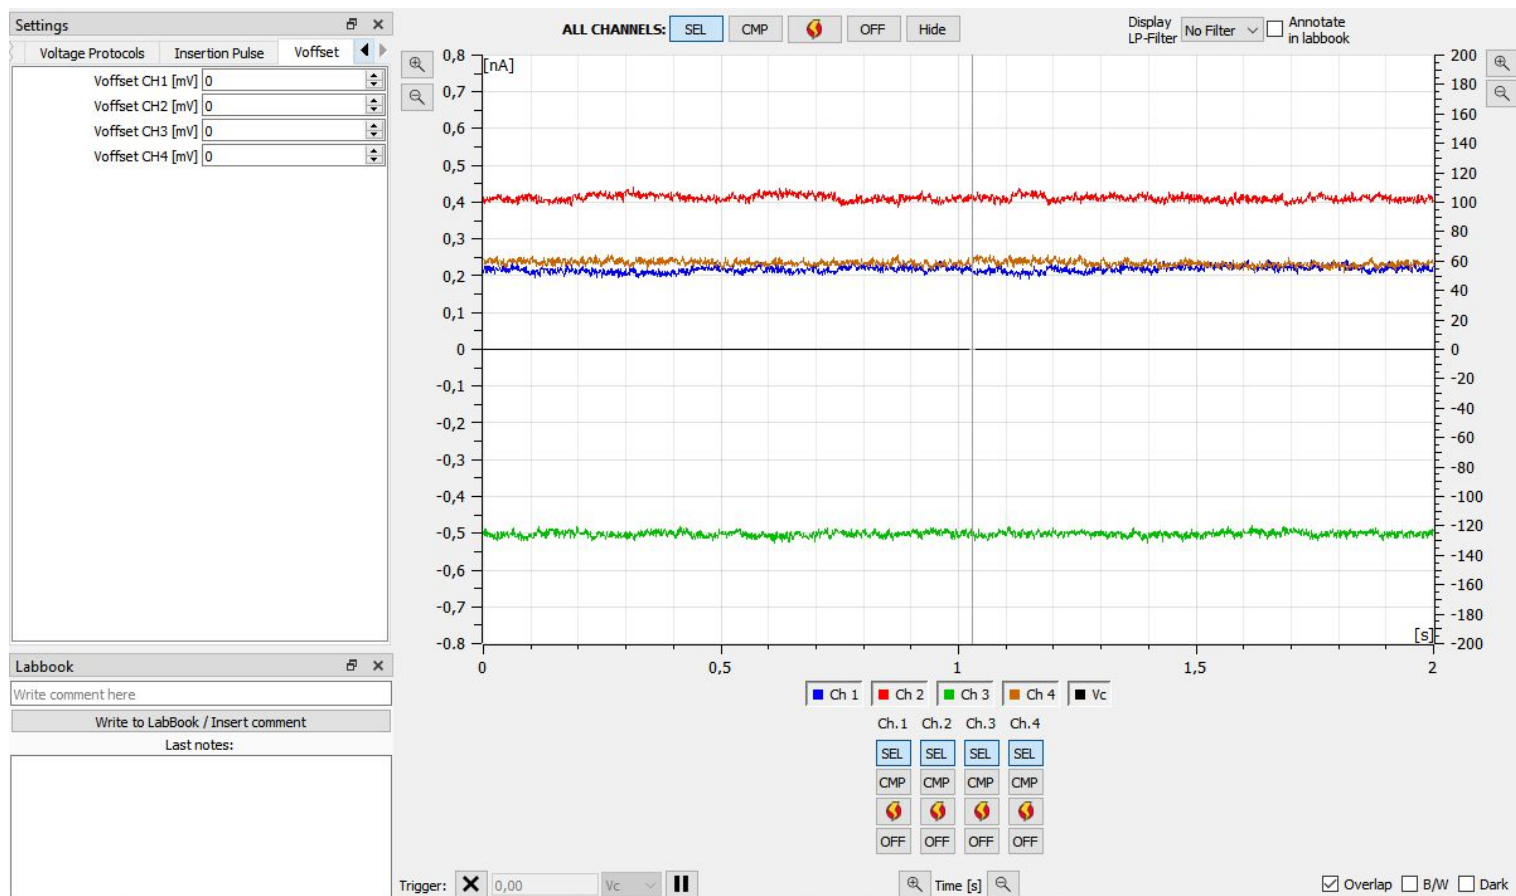 Settings
Voltage Protocols Insertion Pulse Voffset
Voffset CH1 [mV] 0
Voffset CH2 [mV] 0
Voffset CH3 [mV] 0
Voffset CH4 [mV] 0
Labbook
Write comment here
Write to LabBook / Insert comment
Last notes:
ALL CHANNELS: SEL CMP OFF Hide
Display
LP-Filter No Filter
Annotate
in labbook
[nA]
0,8
0,7
0,6
0,5
0,4
0,3
0,2
0,1
0
-0,1
-0,2
-0,3
-0,4
-0,5
-0,6
-0,7
-0.8
200
180
160
140
120
100
80
60
40
20
0
-20
-40
-60
-80
-100
-120
-140
-160
-180
-200
[s]
0 0,5 1 1,5 2
Ch 1 Ch 2 Ch 3 Ch 4 Vc
Ch.1 Ch.2 Ch.3 Ch.4
SEL SEL SEL SEL
CMP CMP CMP CMP
OFF OFF OFF OFF
Trigger: 0,00 Vc
Time [s]
Overlap B/W Dark